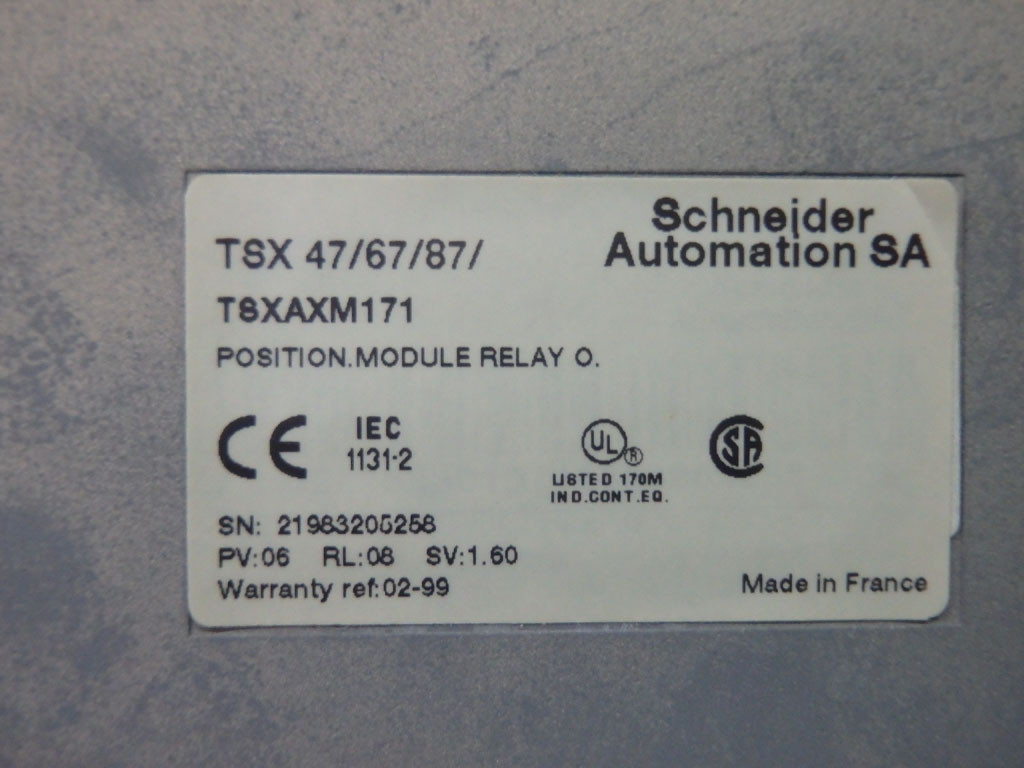 Schneider
Automation SA
TSX 47/67/87/
TSXAXM171
POSITION.MODULE RELAY O.
CE
IEC
1131-2
UL ®
LISTED 170M
IND.CONT.EQ.
SA
SN: 21983205258
PV:06 RL:08 SV:1.60
Warranty ref:02-99
Made in France